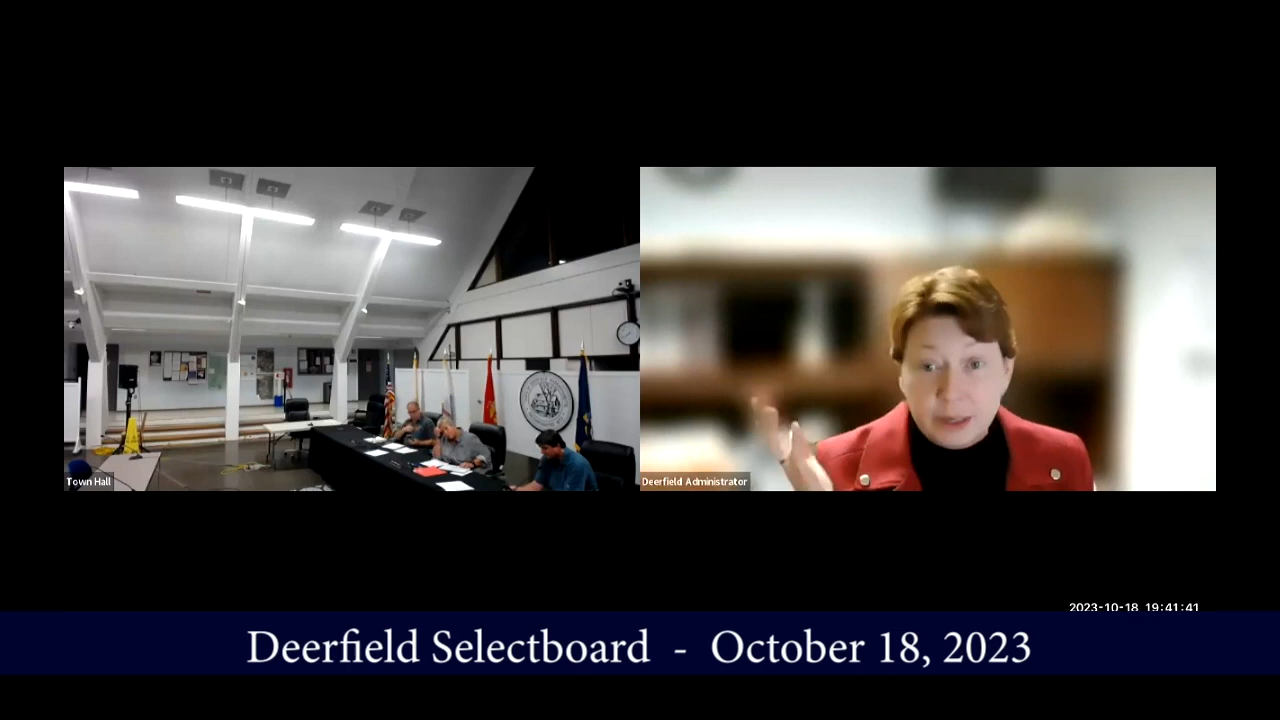 Town Hall
Deerfield Administrator
2023-10-18 19:41:41
Deerfield Selectboard - October 18, 2023